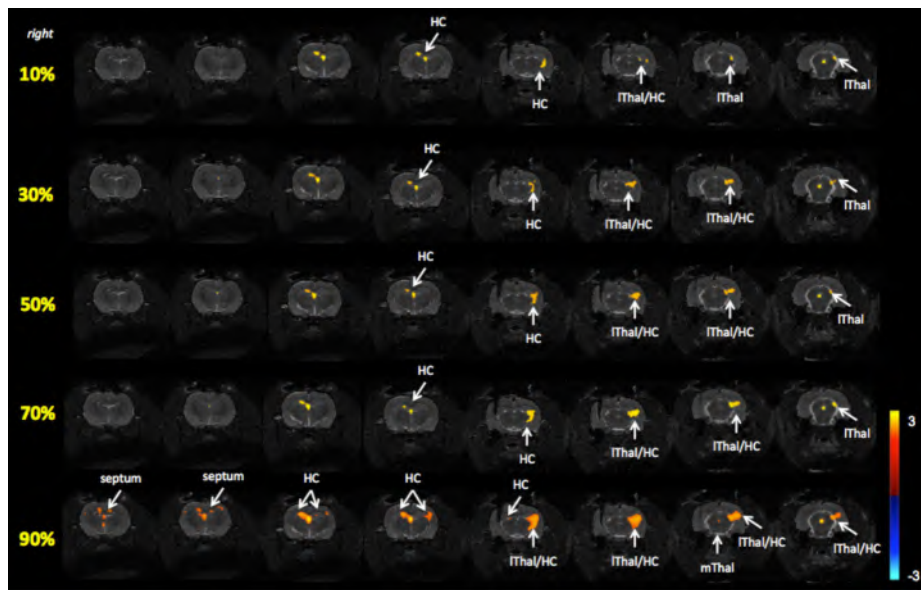 HC
right
10%
lThal
HC
lThal/HC
lThal
HC
30%
HC
lThal/HC
lThal/HC
lThal
HC
50%
lThal
HC
lThal/HC
lThal/HC
HC
70%
3
lThal
HC
lThal/HC
lThal/HC
septum
septum
HC
HC
HC
90%
lThal/HC
lThal/HC
mThal
lThal/HC
lThal/HC
-3